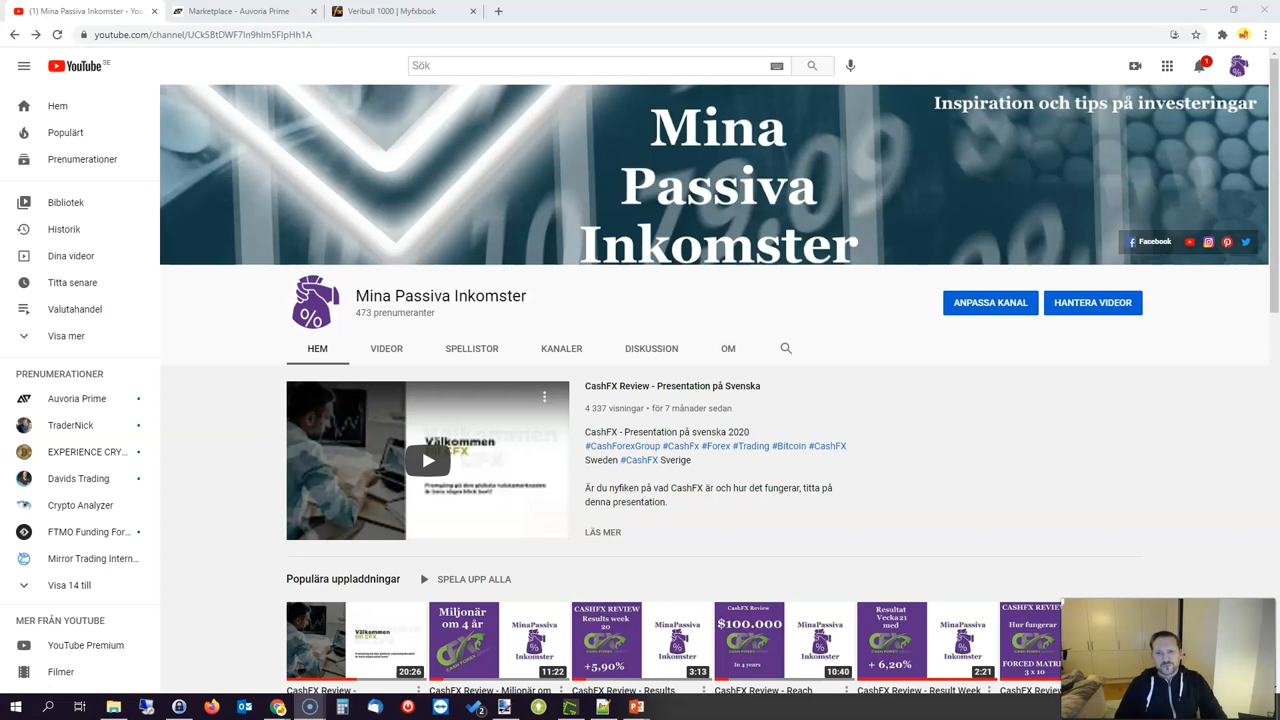 (1) Mina Passiva Inkomster - YouT
Marketplace - Auvoria Prime
Veribull 1000 | Myfxbook
youtube.com/channel/UCk5BtDWF7In9hlm5FIpHh1A
YouTube SE
Sök
1
Hem
Populärt
Prenumerationer
Bibliotek
Historik
Dina videor
Titta senare
Valutahandel
Visa mer
PRENUMERATIONER
Auvoria Prime
TraderNick
EXPERIENCE CRY...
Davids Trading
Crypto Analyzer
FTMO Funding For...
Mirror Trading Intern...
Visa 14 till
MER FRÅN YOUTUBE
YouTube Premium
Filmer
Inspiration och tips på investeringar
Mina
Passiva
Inkomster
Facebook
Mina Passiva Inkomster
473 prenumeranter
ANPASSA KANAL
HANTERA VIDEOR
HEM
VIDEOR
SPELLISTOR
KANALER
DISKUSSION
OM
Välkommen
till CFX
CashFX Review - Presentation på Svenska
4 337 visningar • för 7 månader sedan
CashFX - Presentation på svenska 2020
#CashForexGroup #CashFx #Forex #Trading #Bitcoin #CashFX
Sweden #CashFX Sverige
Är du nyfiken på vad CashFX är och hur det fungerar, titta på
denna presentation.
LÄS MER
Populära uppladdningar
SPELA UPP ALLA
Välkommen
till CFX
20:26
CashFX Review -
Miljonär
om 4 år
MinaPassiva
Inkomster
11:22
CashFX Review - Miljonär om
CASHFX REVIEW
Results week
20
+5,90%
MinaPassiva
Inkomster
3:13
CashFX Review - Results
CashFX Review
$100.000
In 4 years
MinaPassiva
Inkomster
10:40
CashFX Review - Reach
Resultat
Vecka 21
med
+ 6,20%
MinaPassiva
Inkomster
2:21
CashFX Review - Result Week
CASHFX REVIEW
Hur fungerar
FORCED MATR
3 x 10